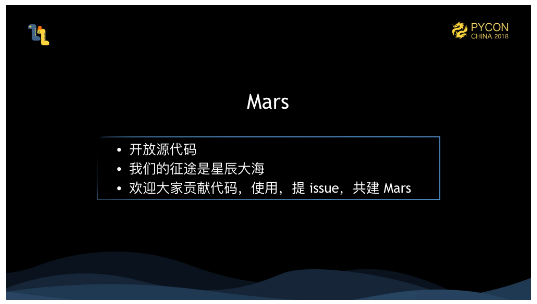 PYCON
CHINA 2018
Mars
• 开放源代码
• 我们的征途是星辰大海
• 欢迎大家贡献代码，使用，提 issue，共建 Mars